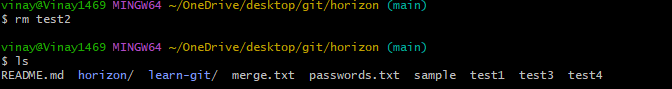 vinay@Vinay1469 MINGW64 ~/OneDrive/desktop/git/horizon (main)
$ rm test2
vinay@Vinay1469 MINGW64 ~/OneDrive/desktop/git/horizon (main)
$ ls
README.md horizon/ learn-git/ merge.txt passwords.txt sample test1 test3 test4